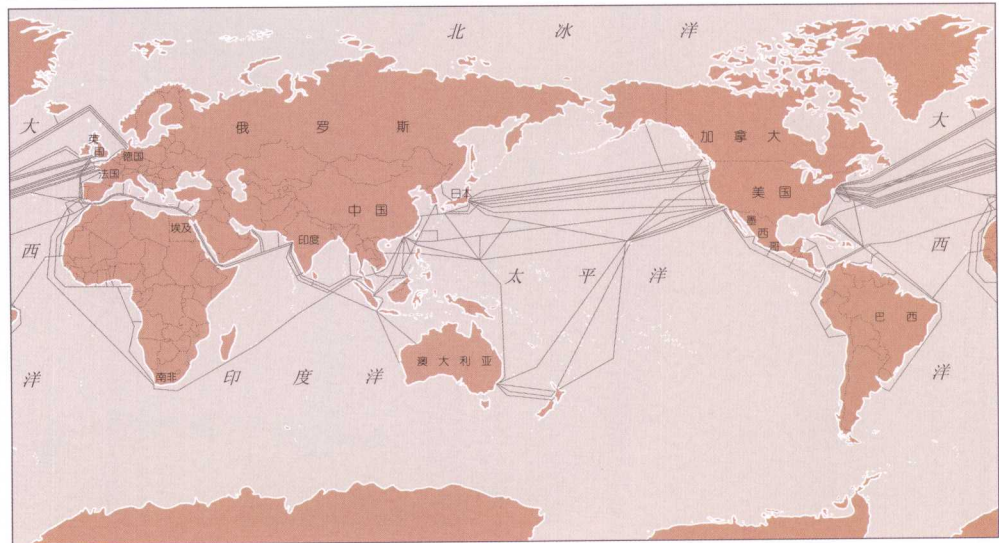 北冰洋
大西洋
英国
德国
法国
俄罗斯
中国
日本
印度
埃及
南非
印度洋
太平洋
澳大利亚
加拿大
美国
墨西哥
巴西
大西洋